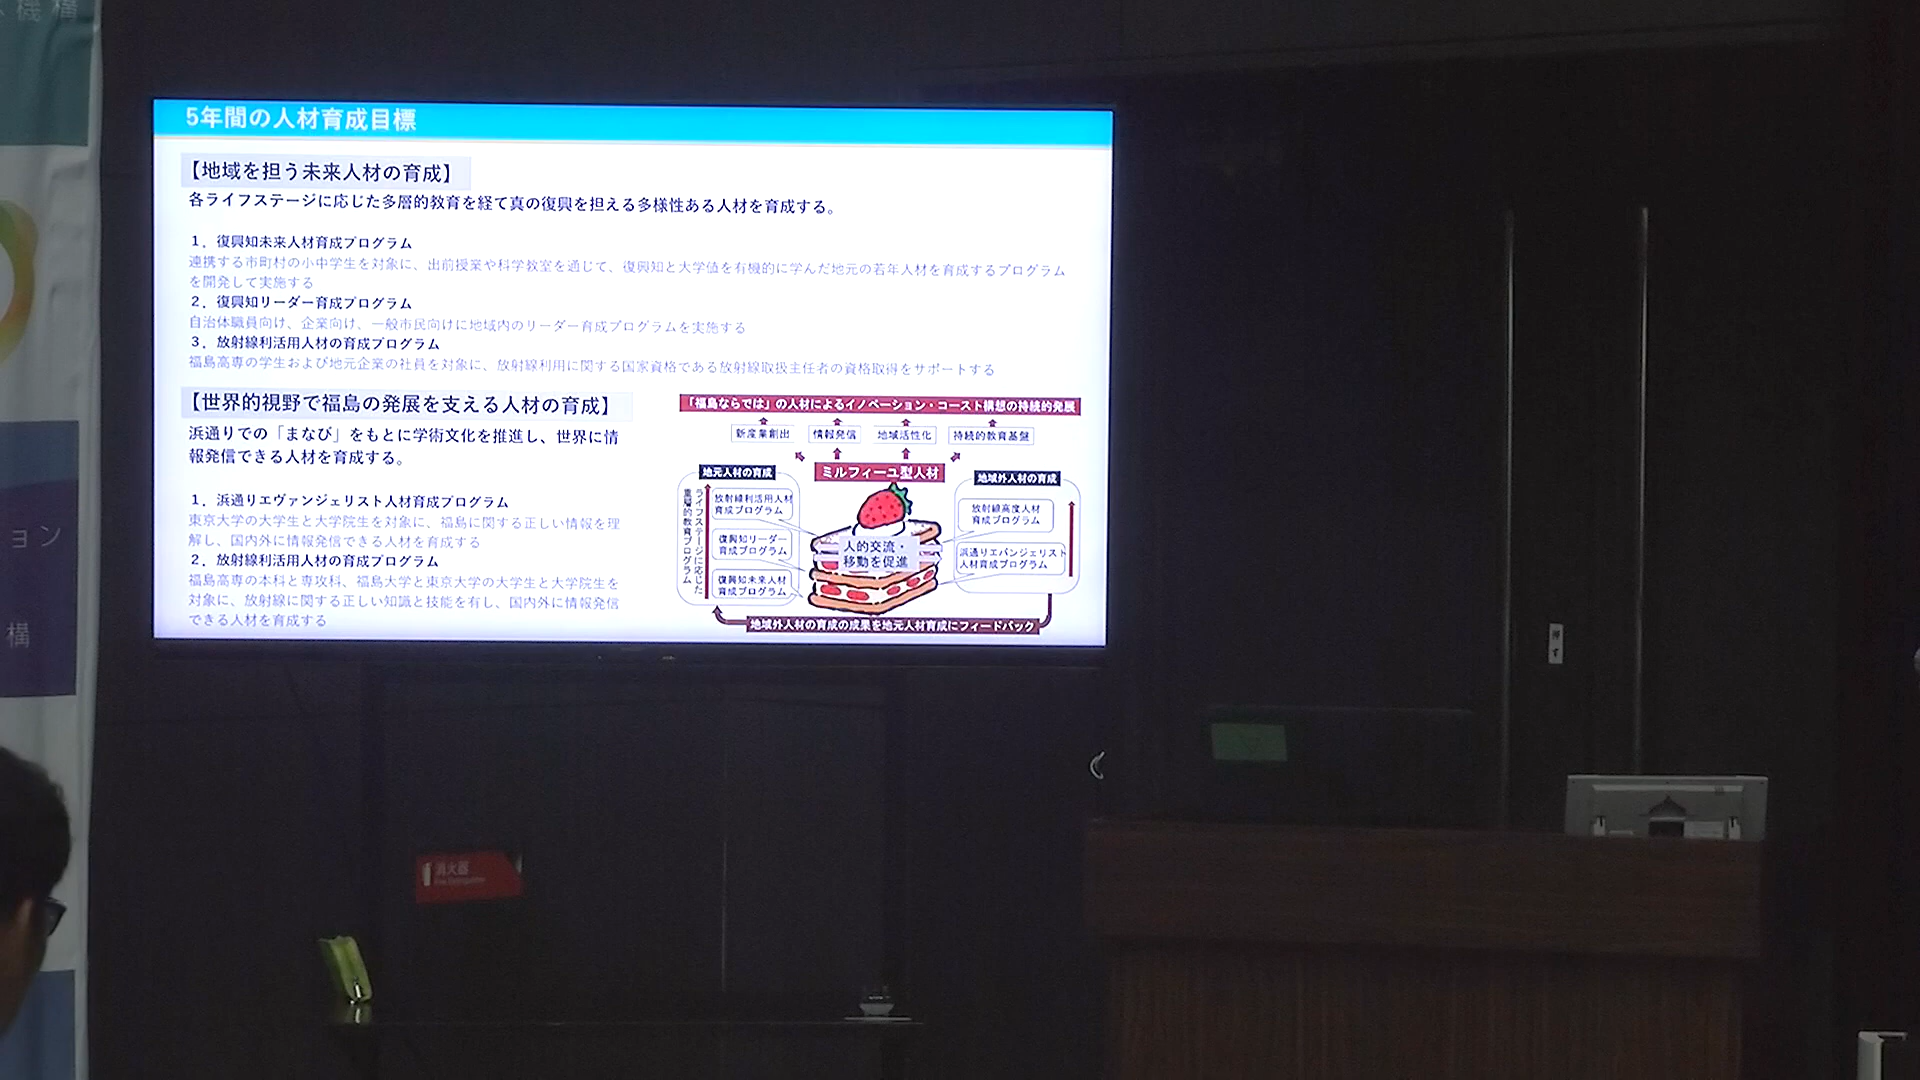 機構
5年間の人材育成目標
【地域を担う未来人材の育成】
各ライフステージに応じた多層的教育を経て真の復興を担える多様性ある人材を育成する。
1．復興知未来人材育成プログラム
連携する市町村の小中学生を対象に、出前授業や科学教室を通じて、復興知と大学値を有機的に学んだ地元の若年人材を育成するプログラム
を開発して実施する
2．復興知リーダー育成プログラム
自治体職員向け、企業向け、一般市民向けに地域内のリーダー育成プログラムを実施する
3．放射線利活用人材の育成プログラム
福島高専の学生および地元企業の社員を対象に、放射線利用に関する国家資格である放射線取扱主任者の資格取得をサポートする
【世界的視野で福島の発展を支える人材の育成】
浜通りでの「まなび」をもとに学術文化を推進し、世界に情
報発信できる人材を育成する。
1．浜通りエヴァンジェリスト人材育成プログラム
東京大学の大学生と大学院生を対象に、福島に関する正しい情報を理
解し、国内外に情報発信できる人材を育成する
2．放射線利活用人材の育成プログラム
福島高専の本科と専攻科、福島大学と東京大学の大学生と大学院生を
対象に、放射線に関する正しい知識と技能を有し、国内外に情報発信
できる人材を育成する
「福島ならでは」の人材によるイノベーション・コースト構想の持続的発展
新産業創出
情報発信
地域活性化
持続的教育基盤
地元人材の育成
ミルフィーユ型人材
地域外人材の育成
ライフステージに応じた
重層的教育プログラム
放射線利活用人材
育成プログラム
復興知リーダー
育成プログラム
復興知未来人材
育成プログラム
人的交流・
移動を促進
放射線高度人材
育成プログラム
浜通りエバンジェリスト
人材育成プログラム
地域外人材の育成の成果を地元人材育成にフィードバック
ョン
構
押す
消火器